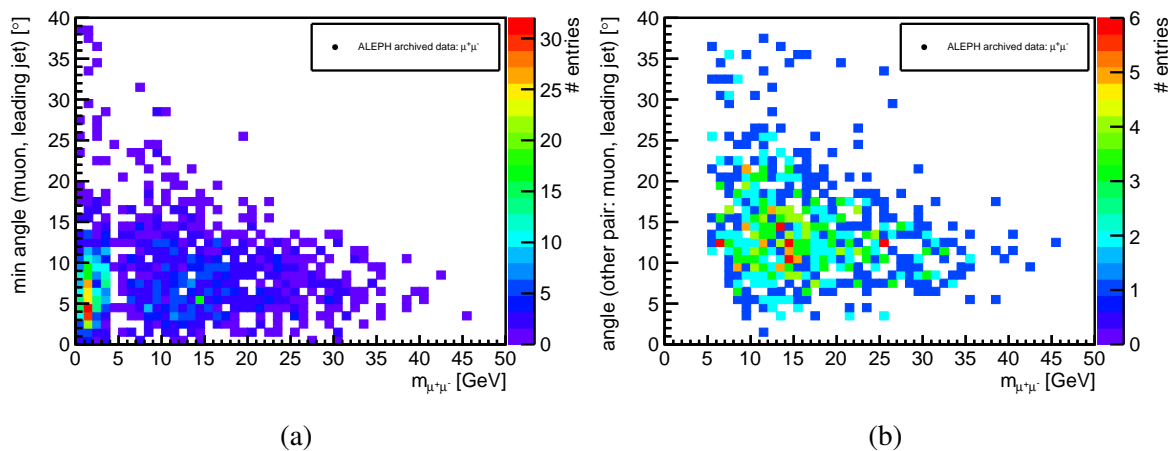 min angle (muon, leading jet) [°]
40
35
30
25
20
15
10
5
0
ALEPH archived data: μ⁺μ⁻
0 5 10 15 20 25 30 35 40 45 50
m_μ⁺μ⁻ [GeV]
30
25
20
15
10
5
0
# entries
(a)
angle (other pair: muon, leading jet) [°]
40
35
30
25
20
15
10
5
0
ALEPH archived data: μ⁺μ⁻
0 5 10 15 20 25 30 35 40 45 50
m_μ⁺μ⁻ [GeV]
6
5
4
3
2
1
0
# entries
(b)